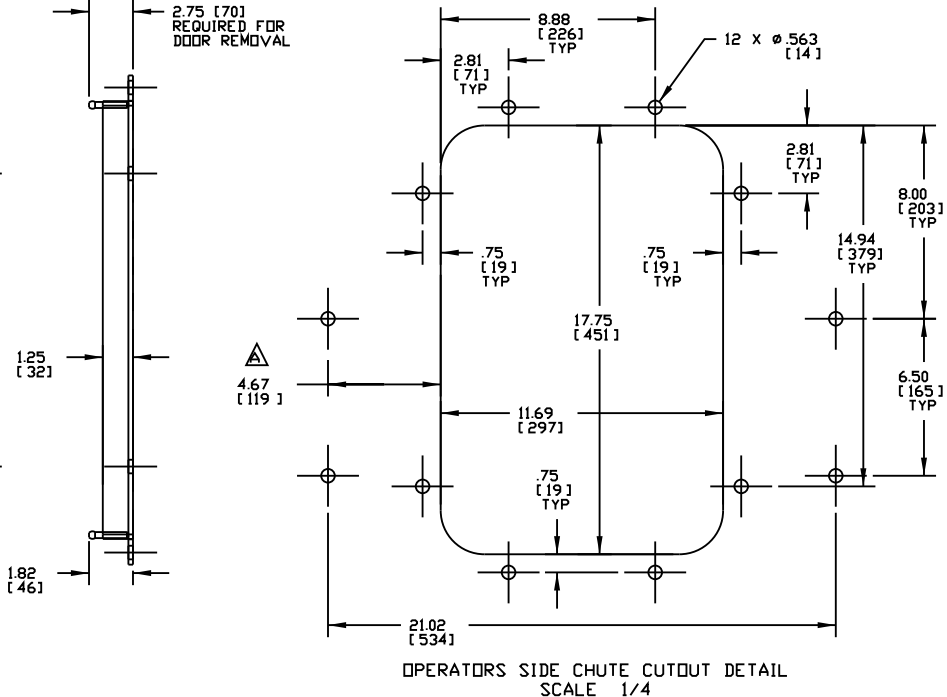 2.75 [70]
REQUIRED FOR
DOOR REMOVAL
8.88
[226]
TYP
12 X ⌀.563
[14]
2.81
[71]
TYP
2.81
[71]
TYP
8.00
[203]
TYP
14.94
[379]
TYP
.75
[19]
TYP
.75
[19]
TYP
17.75
[451]
1.25
[32]
A
4.67
[119]
6.50
[165]
TYP
11.69
[297]
.75
[19]
TYP
1.82
[46]
21.02
[534]
OPERATORS SIDE CHUTE CUTOUT DETAIL
SCALE 1/4